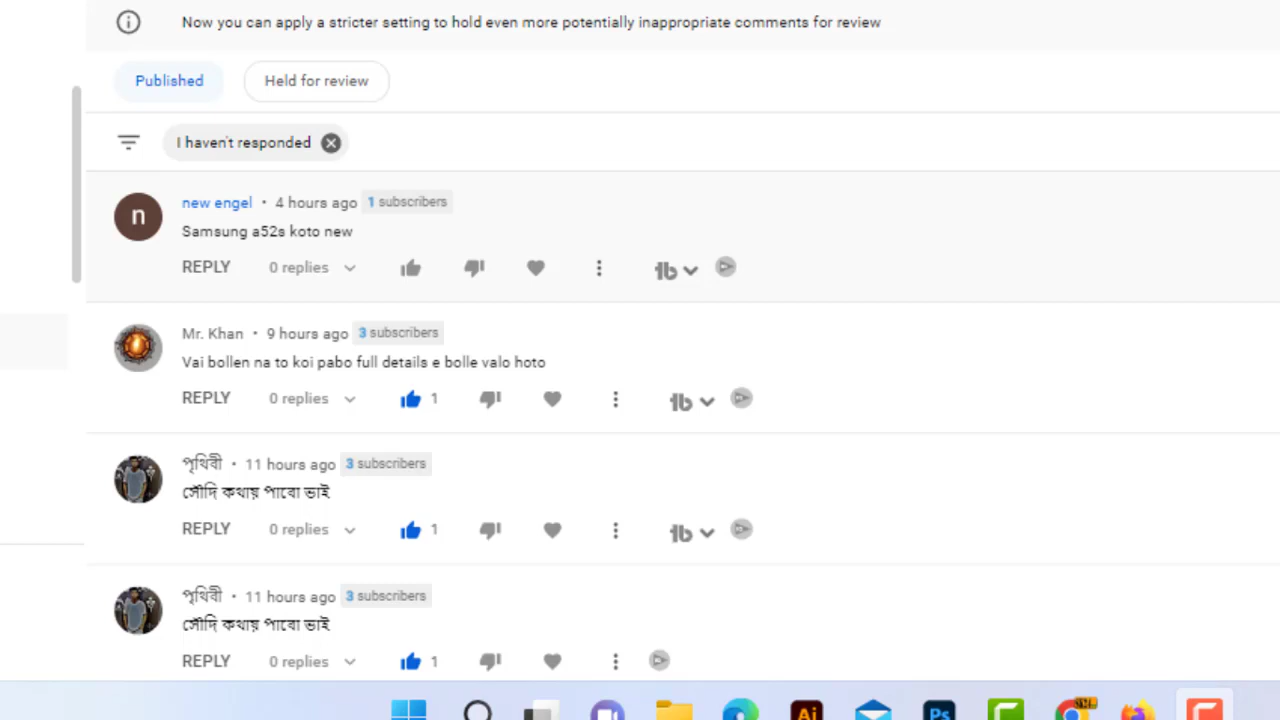 Now you can apply a stricter setting to hold even more potentially inappropriate comments for review
Published Held for review
I haven't responded
n new engel • 4 hours ago 1 subscribers
Samsung a52s koto new
REPLY 0 replies
Mr. Khan • 9 hours ago 3 subscribers
Vai bollen na to koi pabo full details e bolle valo hoto
REPLY 0 replies 1
পৃথিবী • 11 hours ago 3 subscribers
সৌদি কথায় পাবো ভাই
REPLY 0 replies 1
পৃথিবী • 11 hours ago 3 subscribers
সৌদি কথায় পাবো ভাই
REPLY 0 replies 1
Ai Ps